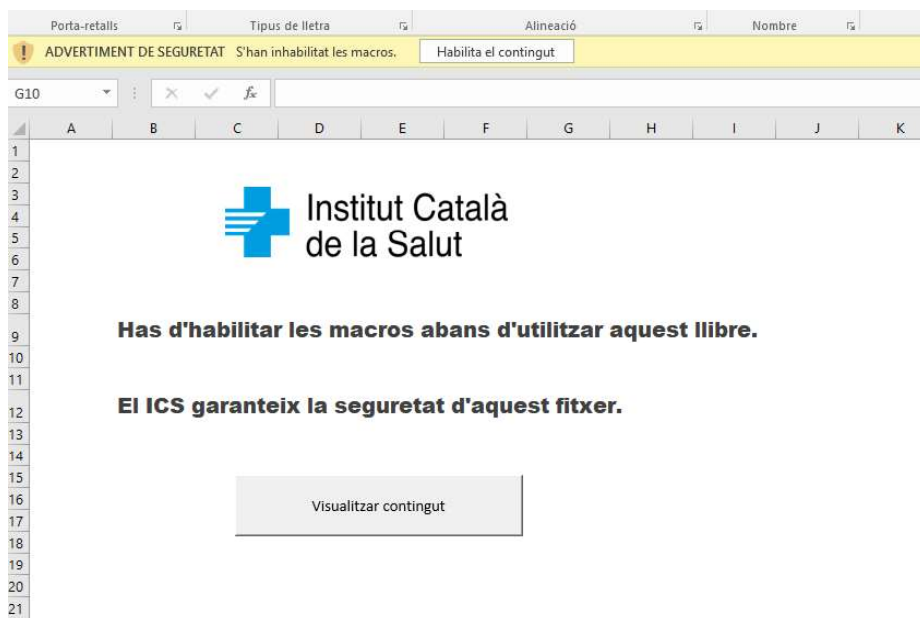 Porta-retalls Tipus de lletra Alineació Nombre
ADVERTIMENT DE SEGURETAT S'han inhabilitat les macros. Habilita el contingut
G10 fx
A B C D E F G H I J K
1
2
3
4
5
6
7
8
9
10
11
12
13
14
15
16
17
18
19
20
21
Institut Català
de la Salut
Has d'habilitar les macros abans d'utilitzar aquest llibre.
El ICS garanteix la seguretat d'aquest fitxer.
Visualitzar contingut